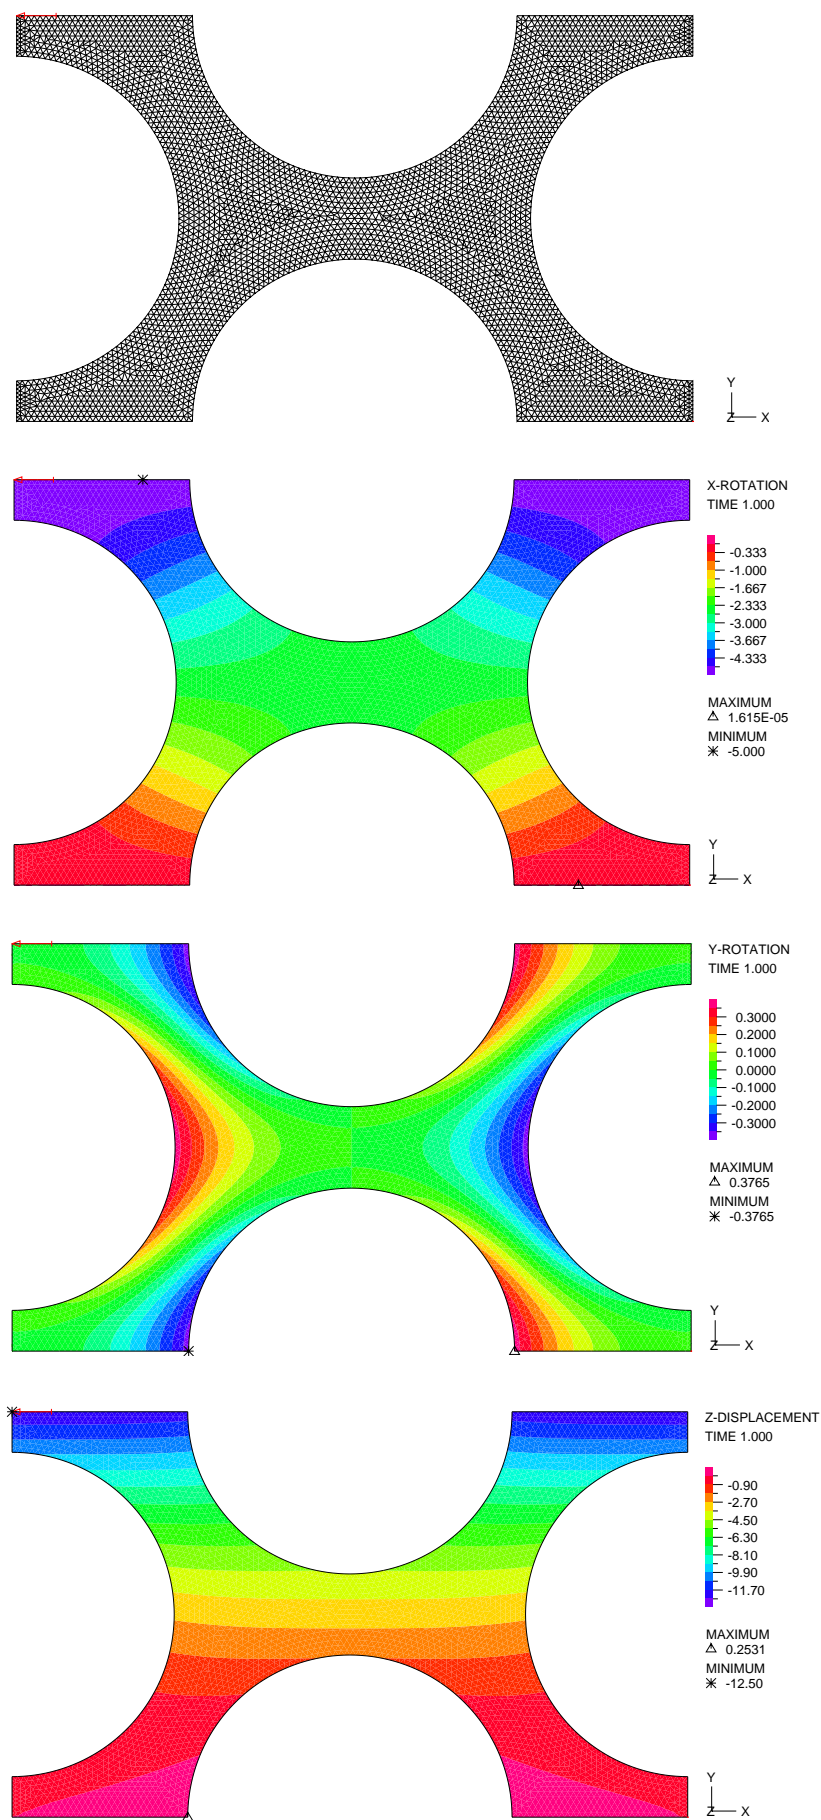 Y
Z X
X-ROTATION
TIME 1.000
-0.333
-1.000
-1.667
-2.333
-3.000
-3.667
-4.333
MAXIMUM
1.615E-05
MINIMUM
-5.000
Y
Z X
Y-ROTATION
TIME 1.000
0.3000
0.2000
0.1000
0.0000
-0.1000
-0.2000
-0.3000
MAXIMUM
0.3765
MINIMUM
-0.3765
Y
Z X
Z-DISPLACEMENT
TIME 1.000
-0.90
-2.70
-4.50
-6.30
-8.10
-9.90
-11.70
MAXIMUM
0.2531
MINIMUM
-12.50
Y
Z X